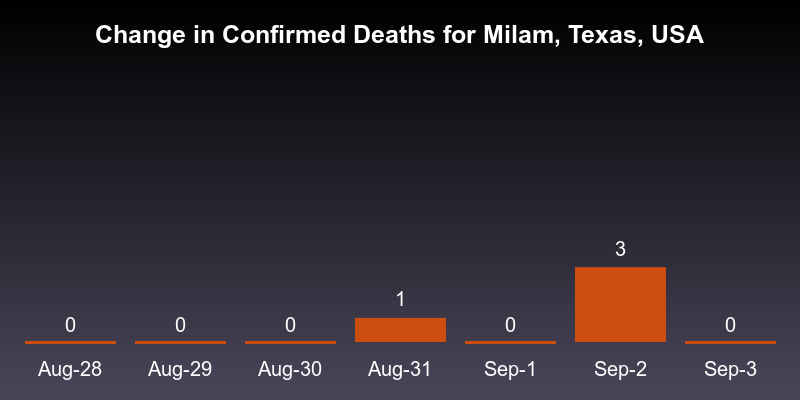 Change in Confirmed Deaths for Milam, Texas, USA
3
1
0 0 0 0 0
Aug-28 Aug-29 Aug-30 Aug-31 Sep-1 Sep-2 Sep-3